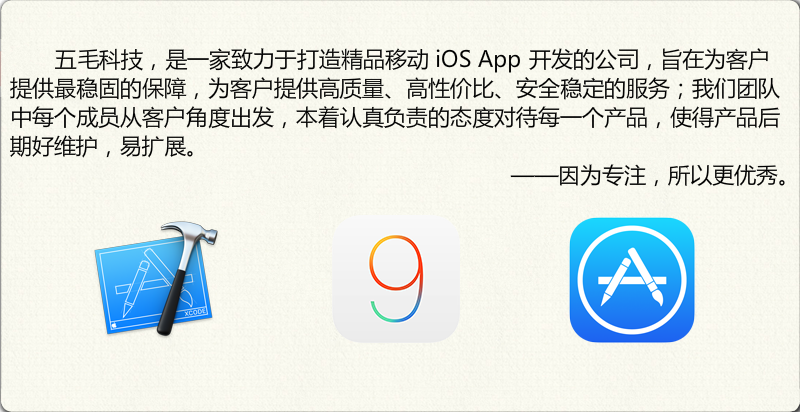 五毛科技，是一家致力于打造精品移动 iOS App 开发的公司，旨在为客户
提供最稳固的保障，为客户提供高质量、高性价比、安全稳定的服务；我们团队
中每个成员从客户角度出发，本着认真负责的态度对待每一个产品，使得产品后
期好维护，易扩展。
——因为专注，所以更优秀。
XCODE
9